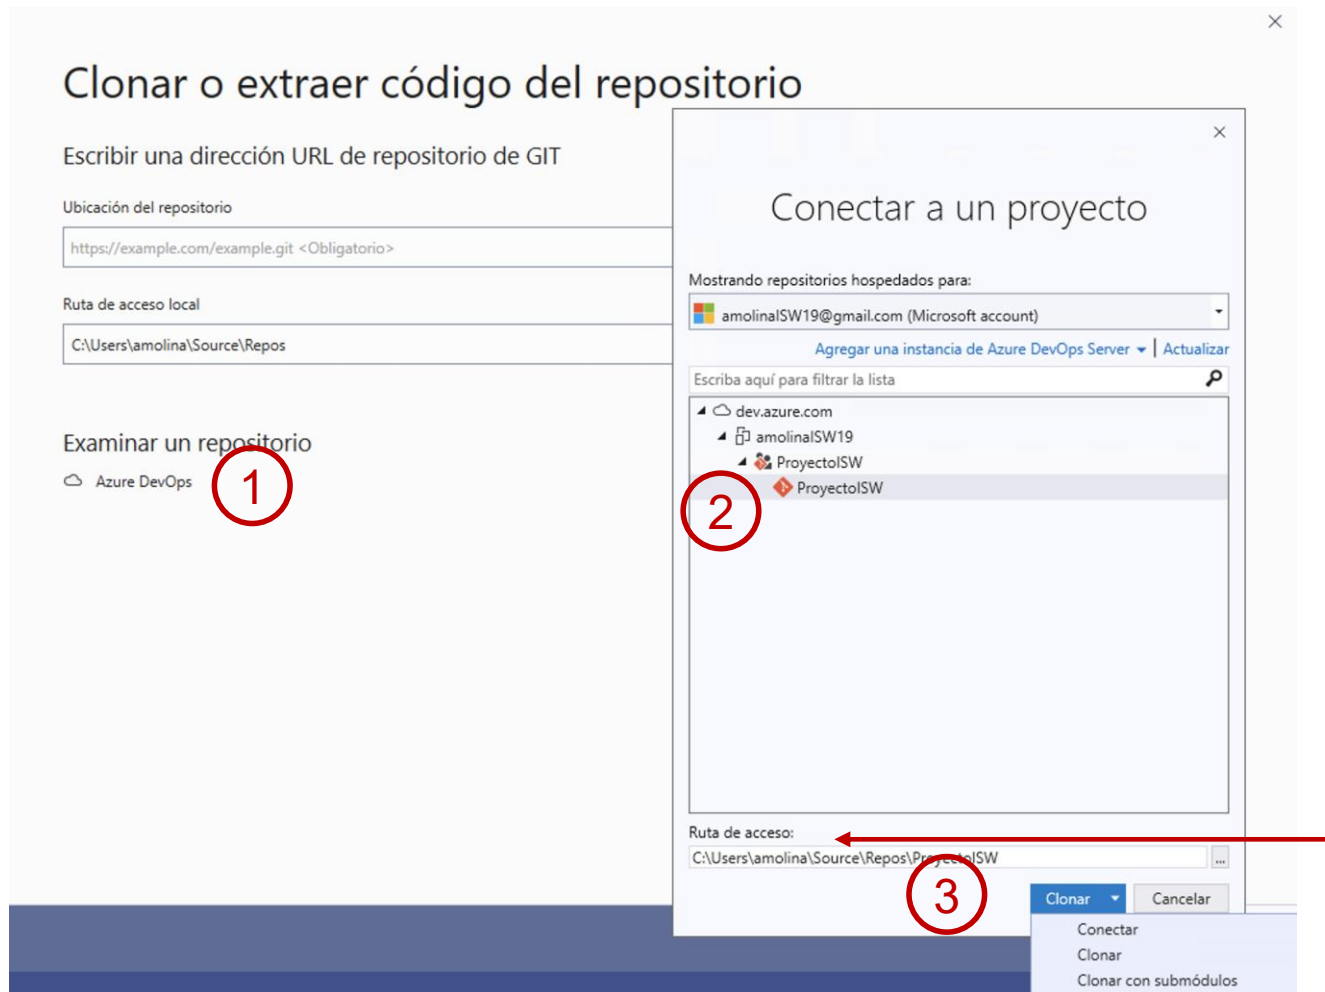 Clonar o extraer código del repositorio
Escribir una dirección URL de repositorio de GIT
Ubicación del repositorio
https://example.com/example.git <Obligatorio>
Ruta de acceso local
C:\Users\amolina\Source\Repos
Examinar un repositorio
Azure DevOps
1
Conectar a un proyecto
Mostrando repositorios hospedados para:
amolinaISW19@gmail.com (Microsoft account)
Agregar una instancia de Azure DevOps Server | Actualizar
Escriba aquí para filtrar la lista
dev.azure.com
amolinaISW19
ProyectoISW
ProyectoISW
2
Ruta de acceso:
C:\Users\amolina\Source\Repos\ProyectoISW
...
3
Clonar
Cancelar
Conectar
Clonar
Clonar con submódulos